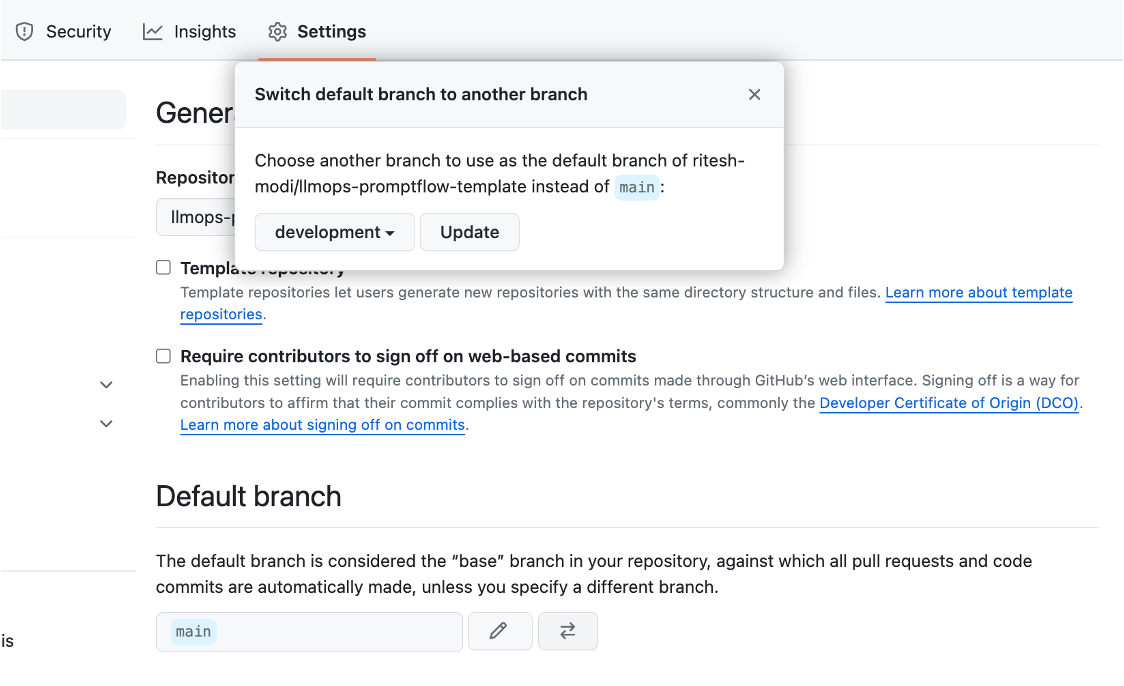 Security Insights Settings
Switch default branch to another branch
General
Choose another branch to use as the default branch of ritesh-
modi/llmops-promptflow-template instead of main:
Repositor
llmops-p
development Update
Template repository
Template repositories let users generate new repositories with the same directory structure and files. Learn more about template
repositories.
Require contributors to sign off on web-based commits
Enabling this setting will require contributors to sign off on commits made through GitHub's web interface. Signing off is a way for
contributors to affirm that their commit complies with the repository's terms, commonly the Developer Certificate of Origin (DCO).
Learn more about signing off on commits.
Default branch
The default branch is considered the “base” branch in your repository, against which all pull requests and code
commits are automatically made, unless you specify a different branch.
main
is